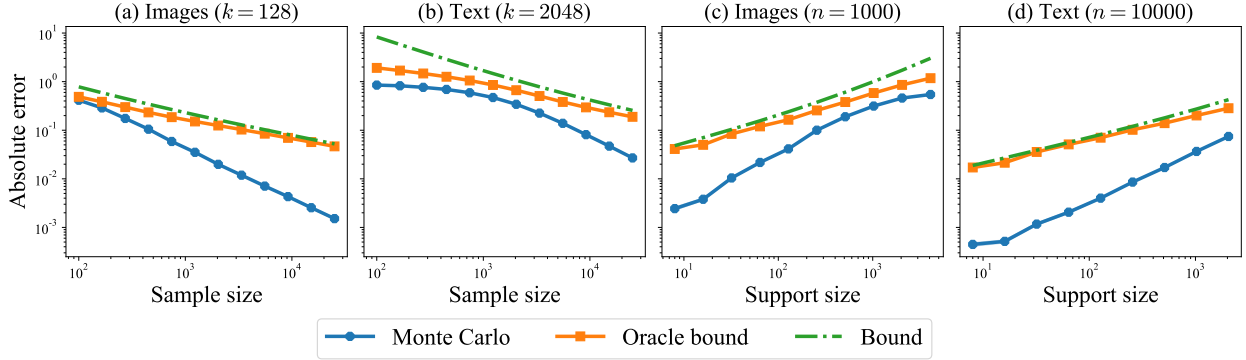 (a) Images (k = 128)
(b) Text (k = 2048)
(c) Images (n = 1000)
(d) Text (n = 10000)
Absolute error
10^1
10^0
10^-1
10^-2
10^-3
10^2 10^3 10^4
10^2 10^3 10^4
10^1 10^2 10^3
10^1 10^2 10^3
Sample size
Sample size
Support size
Support size
Monte Carlo
Oracle bound
Bound